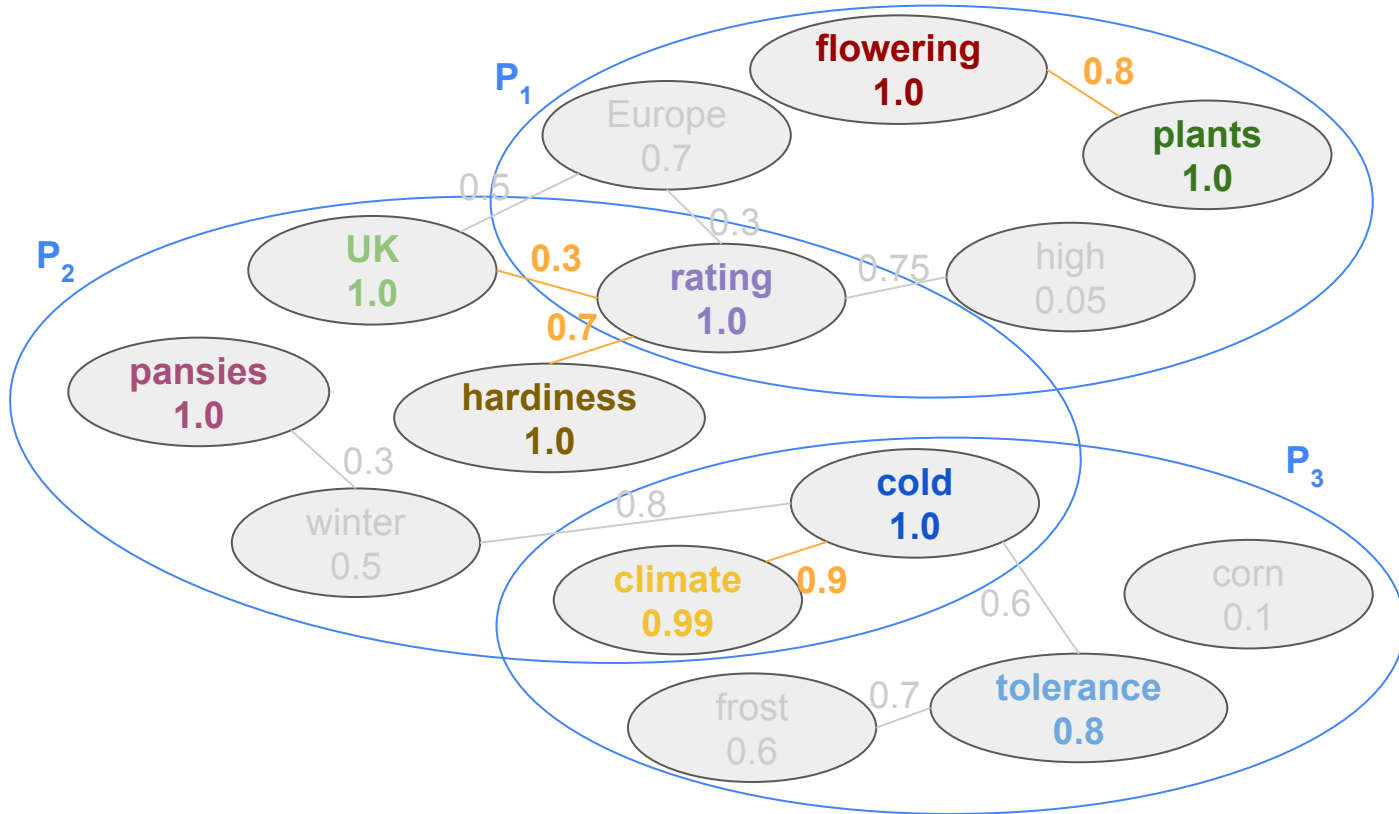 flowering
1.0
0.8
P1
Europe
0.7
plants
1.0
0.5
0.3
P2
UK
1.0
0.3
rating
1.0
0.75
high
0.05
0.7
pansies
1.0
hardiness
1.0
0.3
P3
cold
1.0
0.8
winter
0.5
climate
0.99
0.9
0.6
corn
0.1
frost
0.6
0.7
tolerance
0.8